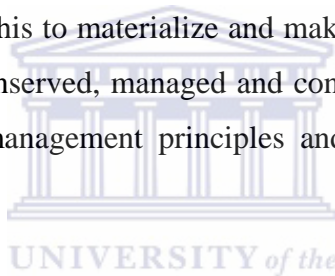 his to materialize and mak
nserved, managed and con
nanagement principles and
UNIVERSITY of the